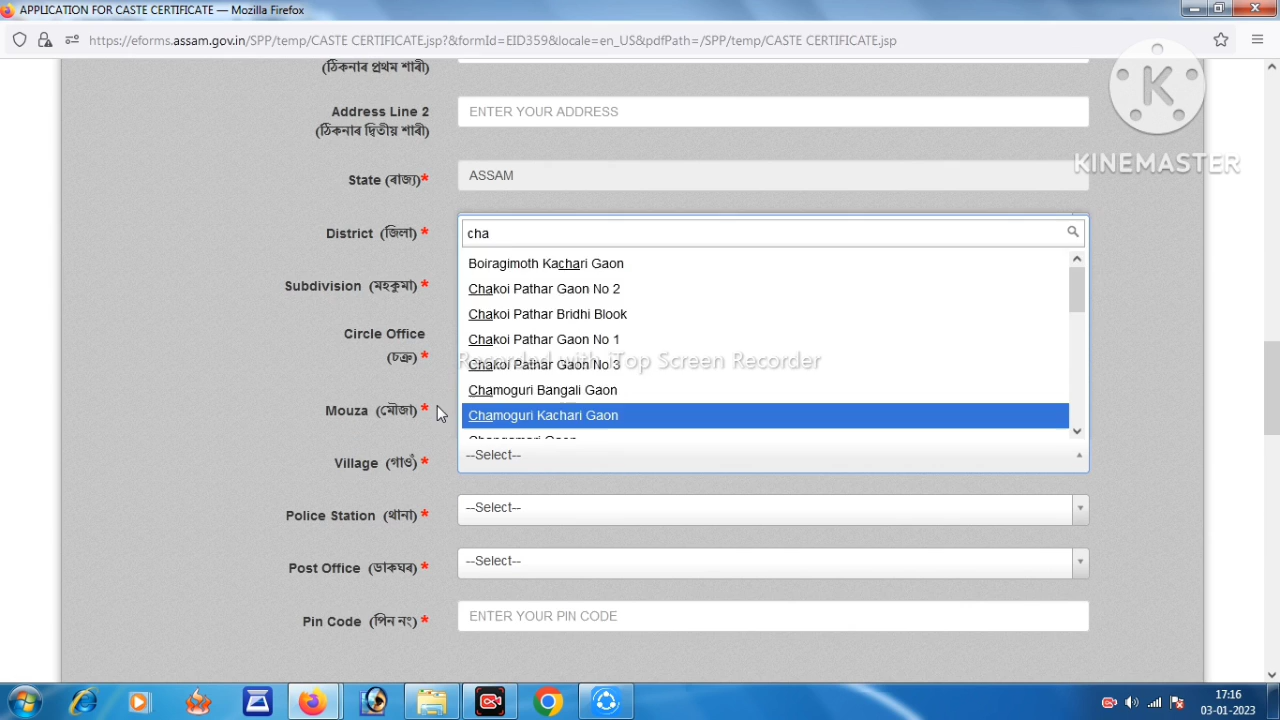 APPLICATION FOR CASTE CERTIFICATE — Mozilla Firefox
https://eforms.assam.gov.in/SPP/temp/CASTE CERTIFICATE.jsp?&formId=EID359&locale=en_US&pdfPath=/SPP/temp/CASTE CERTIFICATE.jsp
(ঠিকনাৰ প্ৰথম শাৰী)
K
KINEMASTER
Address Line 2
(ঠিকনাৰ দ্বিতীয় শাৰী)
ENTER YOUR ADDRESS
State (ৰাজ্য)*
ASSAM
District (জিলা) *
cha
Boiragimoth Kachari Gaon
Subdivision (মহকুমা) *
Chakoi Pathar Gaon No 2
Chakoi Pathar Bridhi Blook
Circle Office
(চক্ৰ) *
Chakoi Pathar Gaon No 1
Recorded with iTop Screen Recorder
Chakoi Pathar Gaon No 3
Chamoguri Bangali Gaon
Mouza (মৌজা) *
Chamoguri Kachari Gaon
Village (গাওঁ) *
--Select--
Police Station (থানা) *
--Select--
Post Office (ডাকঘৰ) *
--Select--
Pin Code (পিন নং) *
ENTER YOUR PIN CODE
17:16
03-01-2023